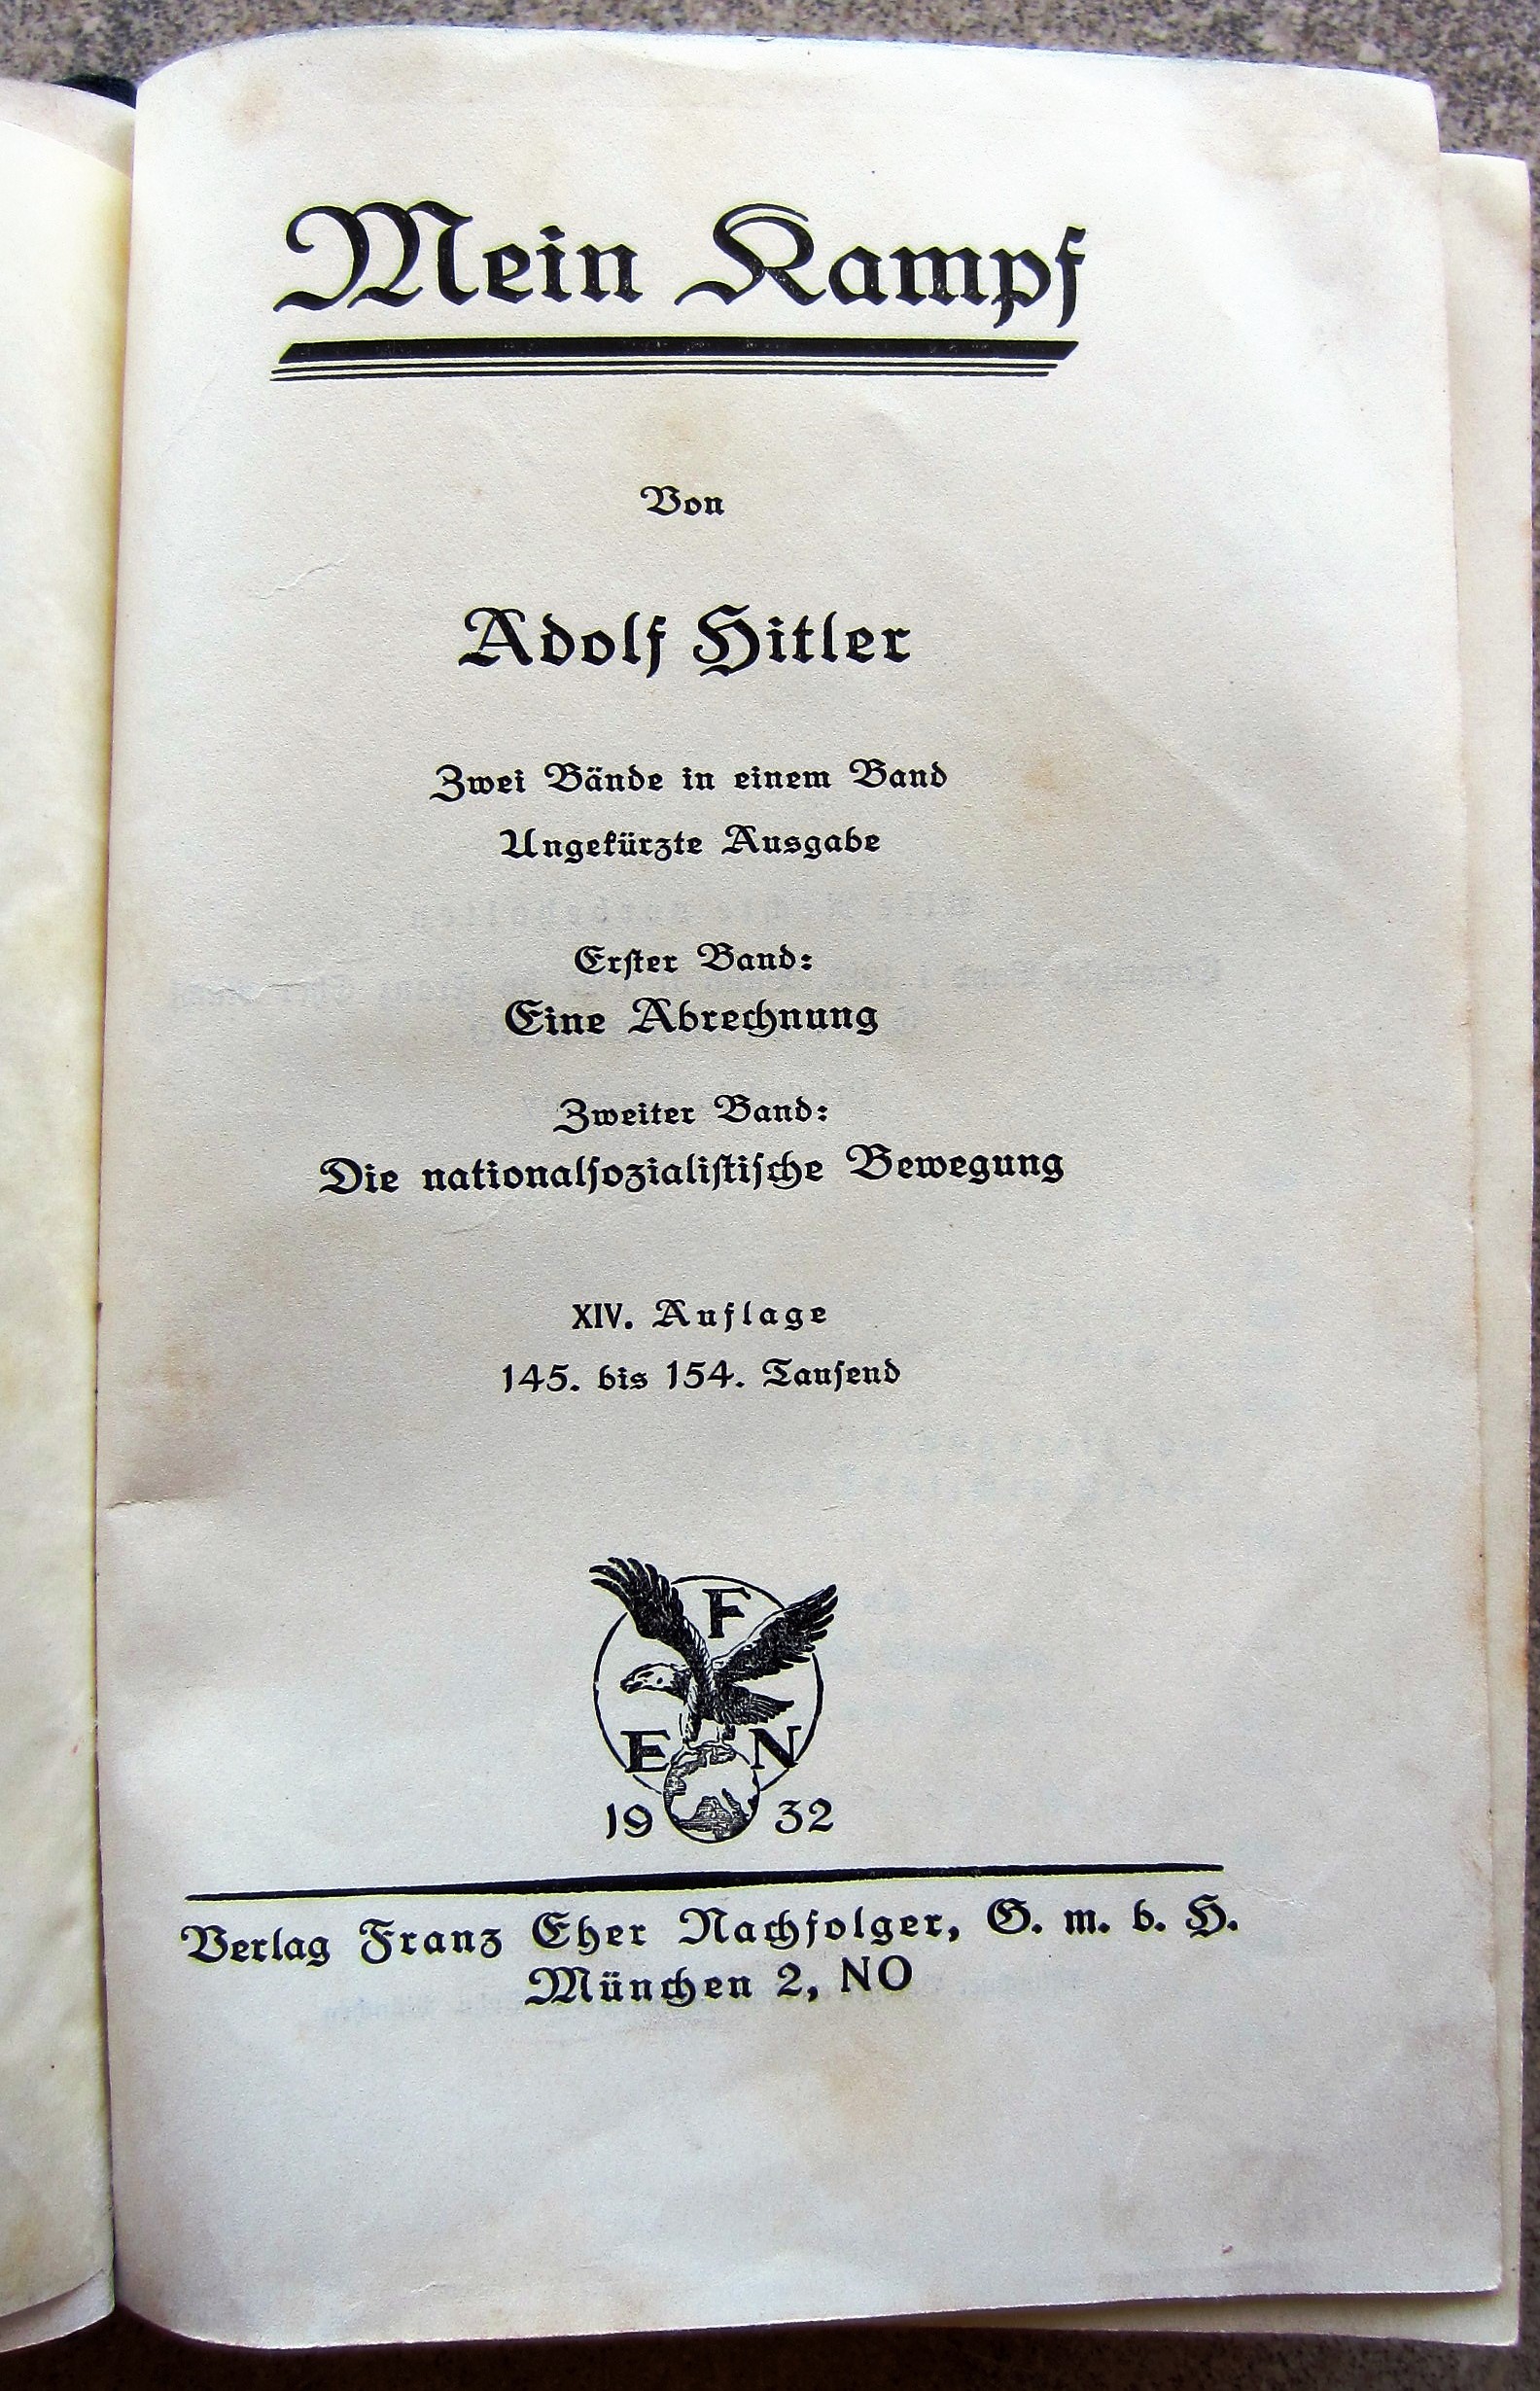 Mein Kampf
Von
Adolf Hitler
Zwei Bände in einem Band
Ungekürzte Ausgabe
Erſter Band:
Eine Abrechnung
Zweiter Band:
Die nationalſozialiſtiſche Bewegung
XIV. Auflage
145. bis 154. Tauſend
F
E N
19 32
Verlag Franz Eher Nachfolger, G. m. b. H.
München 2, NO